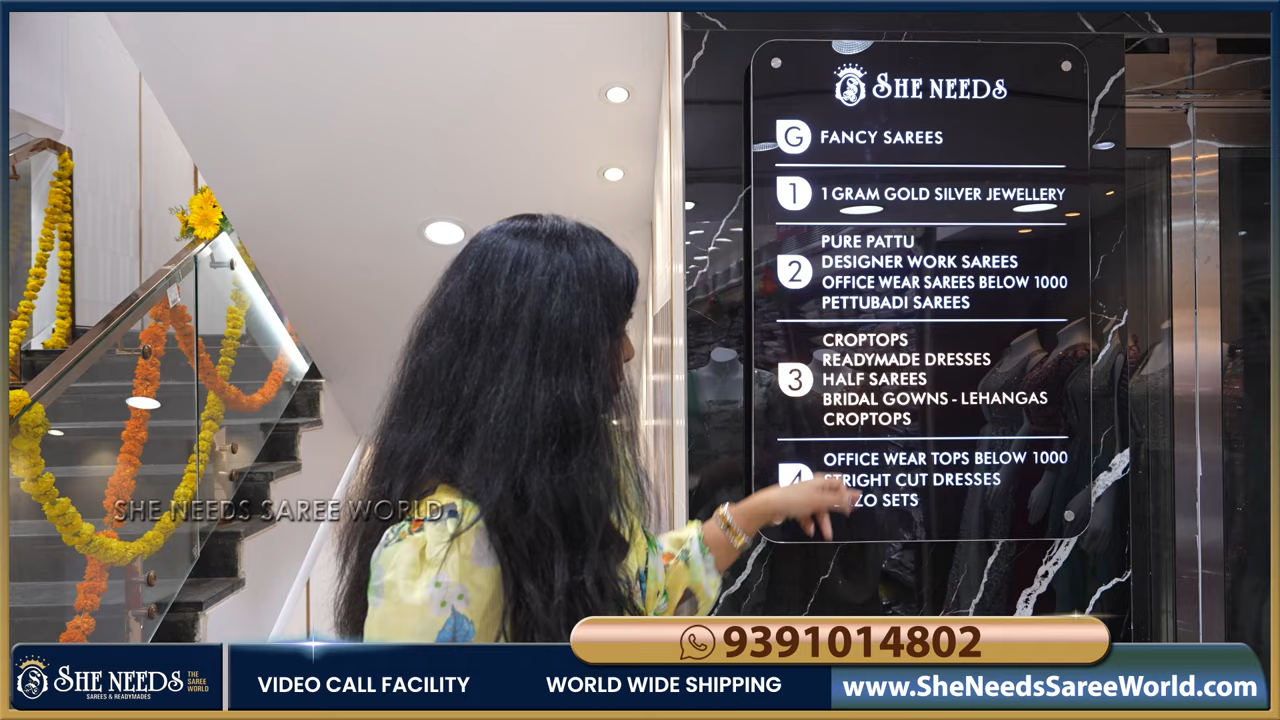 SHE NEEDS
G FANCY SAREES
1 1 GRAM GOLD SILVER JEWELLERY
2
PURE PATTU
DESIGNER WORK SAREES
OFFICE WEAR SAREES BELOW 1000
PETTUBADI SAREES
3
CROPTOPS
READYMADE DRESSES
HALF SAREES
BRIDAL GOWNS - LEHANGAS
CROPTOPS
4
OFFICE WEAR TOPS BELOW 1000
STRIGHT CUT DRESSES
SETS
SHE NEEDS SAREE WORLD
9391014802
SHE NEEDS THE SAREE WORLD
SAREES & READYMADES
VIDEO CALL FACILITY
WORLD WIDE SHIPPING
www.SheNeedsSareeWorld.com